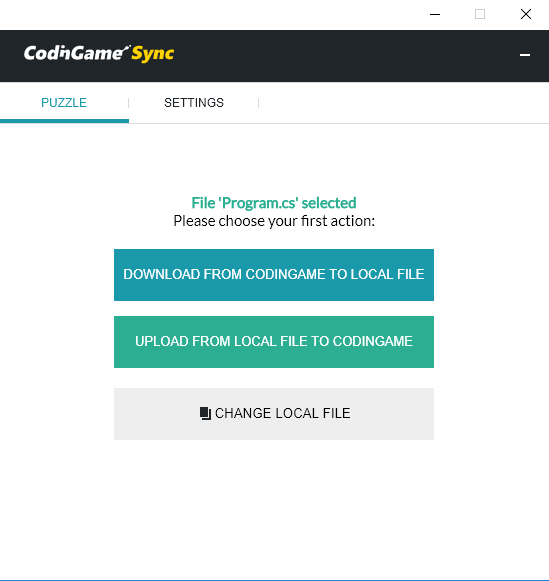 CodinGame Sync
PUZZLE
SETTINGS
File 'Program.cs' selected
Please choose your first action:
DOWNLOAD FROM CODINGAME TO LOCAL FILE
UPLOAD FROM LOCAL FILE TO CODINGAME
CHANGE LOCAL FILE